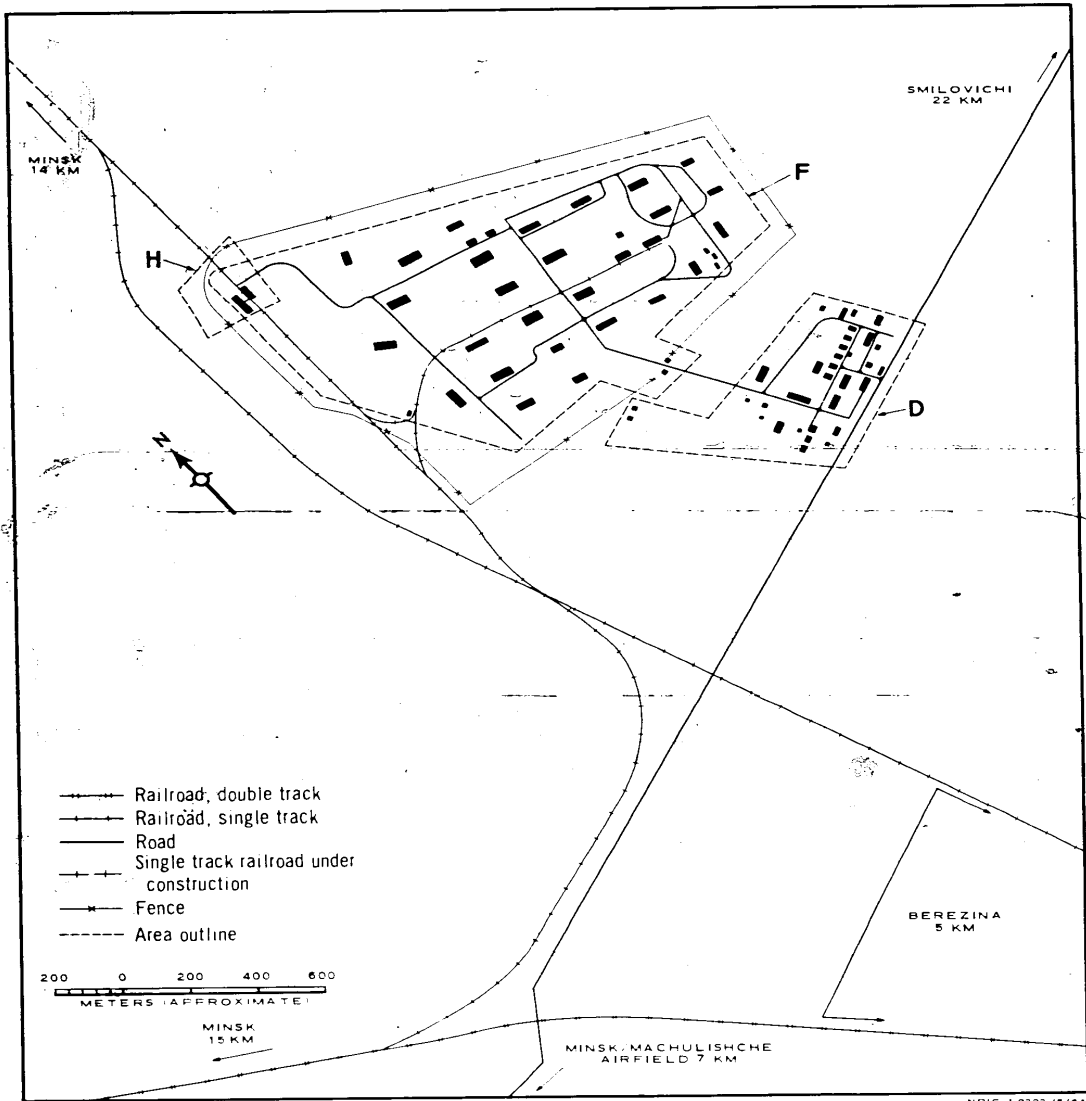 SMILOVICHI
22 KM
MINSK
14 KM
F
H
D
N
Railroad, double track
Railroad, single track
Road
Single track railroad under
construction
Fence
Area outline
200 0 200 400 600
METERS (APPROXIMATE)
BEREZINA
5 KM
MINSK
15 KM
MINSK/MACHULISHCHE
AIRFIELD 7 KM